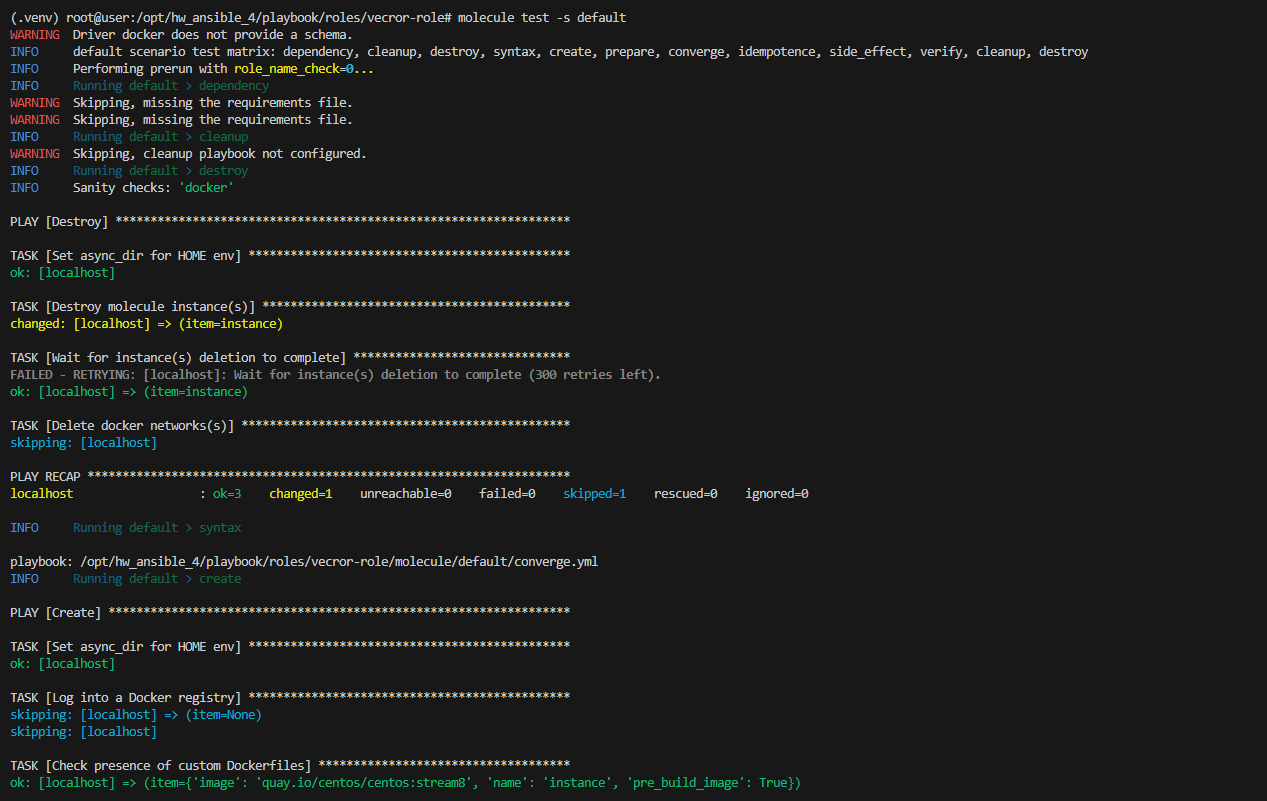 (.venv) root@user:/opt/hw_ansible_4/playbook/roles/vecror-role# molecule test -s default
WARNING  Driver docker does not provide a schema.
INFO     default scenario test matrix: dependency, cleanup, destroy, syntax, create, prepare, converge, idempotence, side_effect, verify, cleanup, destroy
INFO     Performing prerun with role_name_check=0...
INFO     Running default > dependency
WARNING  Skipping, missing the requirements file.
WARNING  Skipping, missing the requirements file.
INFO     Running default > cleanup
WARNING  Skipping, cleanup playbook not configured.
INFO     Running default > destroy
INFO     Sanity checks: 'docker'
PLAY [Destroy] *****************************************************************
TASK [Set async_dir for HOME env] **********************************************
ok: [localhost]
TASK [Destroy molecule instance(s)] ********************************************
changed: [localhost] => (item=instance)
TASK [Wait for instance(s) deletion to complete] *******************************
FAILED - RETRYING: [localhost]: Wait for instance(s) deletion to complete (300 retries left).
ok: [localhost] => (item=instance)
TASK [Delete docker networks(s)] ***********************************************
skipping: [localhost]
PLAY RECAP *********************************************************************
localhost                  : ok=3    changed=1    unreachable=0    failed=0    skipped=1    rescued=0    ignored=0
INFO     Running default > syntax
playbook: /opt/hw_ansible_4/playbook/roles/vecror-role/molecule/default/converge.yml
INFO     Running default > create
PLAY [Create] ******************************************************************
TASK [Set async_dir for HOME env] **********************************************
ok: [localhost]
TASK [Log into a Docker registry] **********************************************
skipping: [localhost] => (item=None)
skipping: [localhost]
TASK [Check presence of custom Dockerfiles] ************************************
ok: [localhost] => (item={'image': 'quay.io/centos/centos:stream8', 'name': 'instance', 'pre_build_image': True})